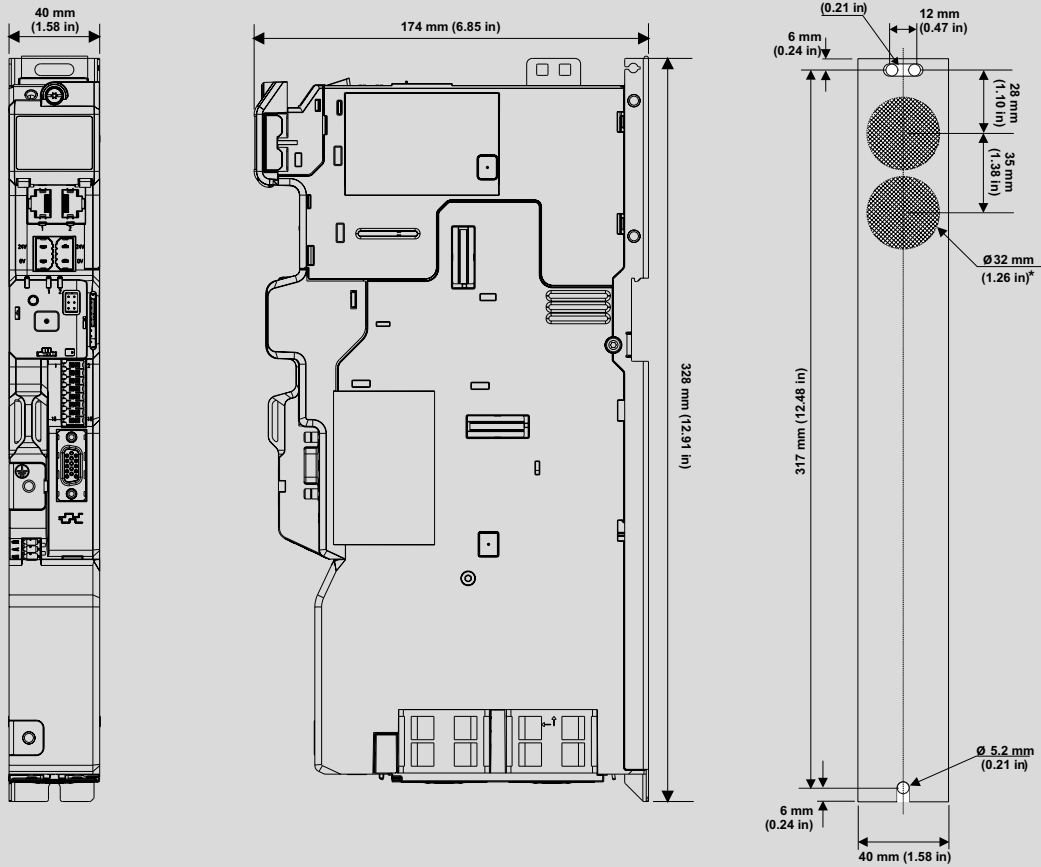 40 mm
(1.58 in)
174 mm (6.85 in)
(0.21 in)
12 mm
(0.47 in)
6 mm
(0.24 in)
28 mm
(1.10 in)
35 mm
(1.38 in)
Ø 32 mm
(1.26 in)*
328 mm (12.91 in)
317 mm (12.48 in)
Ø 5.2 mm
(0.21 in)
6 mm
(0.24 in)
40 mm (1.58 in)
24V
24V
0V
0V